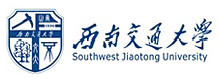 西南交通大学
Southwest Jiaotong University